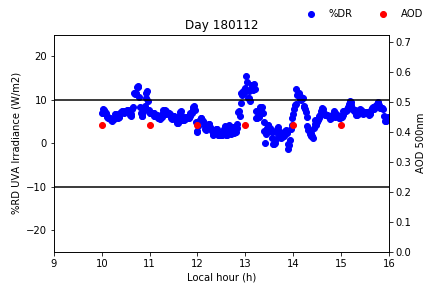 %DR AOD
Day 180112
%RD UVA Irradiance (W/m2)
20
10
0
−10
−20
0.7
0.6
0.5
0.4
0.3
0.2
0.1
0.0
AOD 500nm
9 10 11 12 13 14 15 16
Local hour (h)